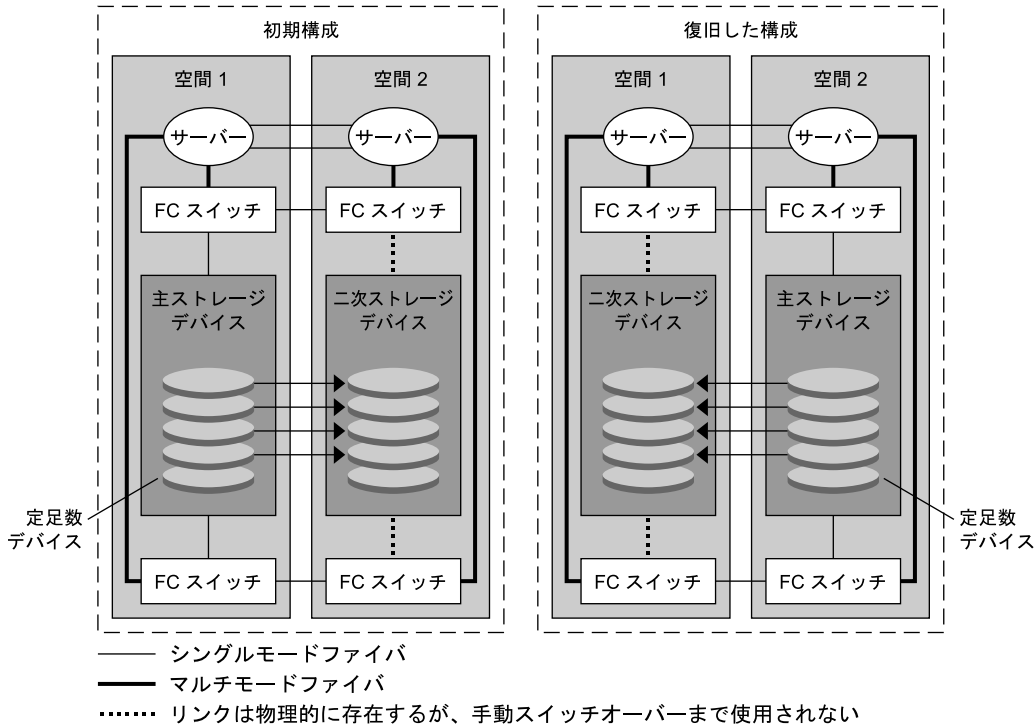 初期構成
空間 1
空間 2
サーバー
サーバー
FC スイッチ
FC スイッチ
主ストレージ
デバイス
二次ストレージ
デバイス
定足数
デバイス
FC スイッチ
FC スイッチ
復旧した構成
空間 1
空間 2
サーバー
サーバー
FC スイッチ
FC スイッチ
二次ストレージ
デバイス
主ストレージ
デバイス
定足数
デバイス
FC スイッチ
FC スイッチ
シングルモードファイバ
マルチモードファイバ
リンクは物理的に存在するが、手動スイッチオーバーまで使用されない